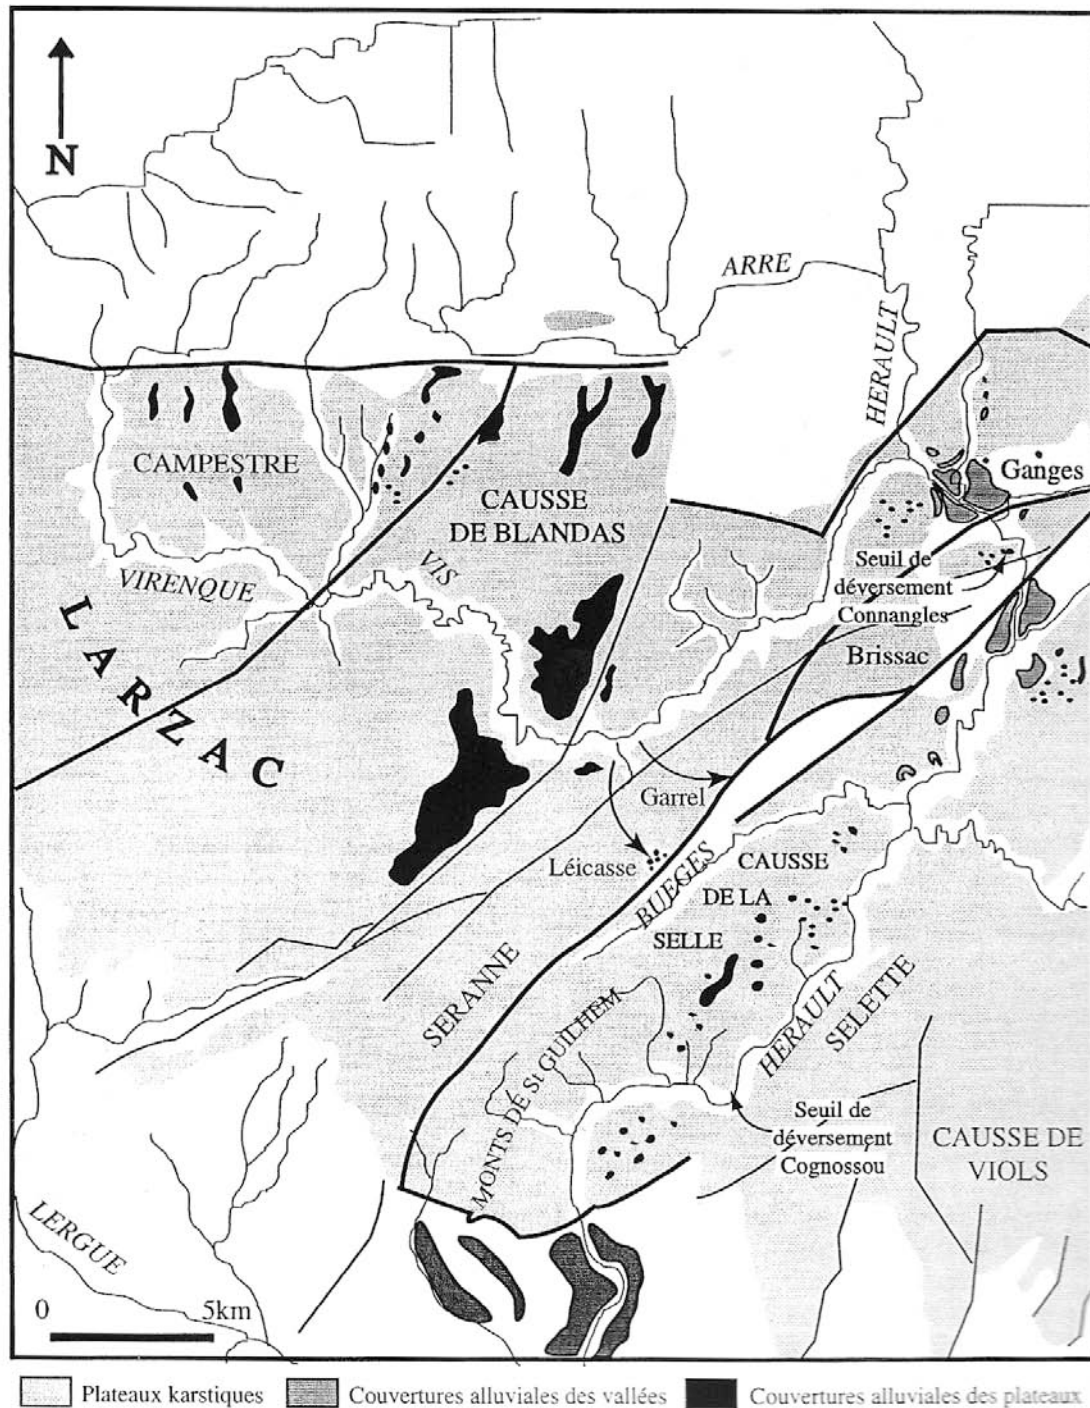 N
ARRE
HERAULT
CAMPESTRE
Ganges
CAUSSE
DE BLANDAS
VIS
VIRENQUE
Seuil de
déversement
Connangles
LARZAC
Brissac
Garrel
Léicasse
BUEGES
CAUSSE
DE LA
SELLE
SERANNE
MONTS DE St GUILHEM
HERAULT
SELETTE
Seuil de
déversement
Cognossou
CAUSSE DE
VIOLS
LERGUE
0 5km
Plateaux karstiques Couvertures alluviales des vallées Couvertures alluviales des plateaux